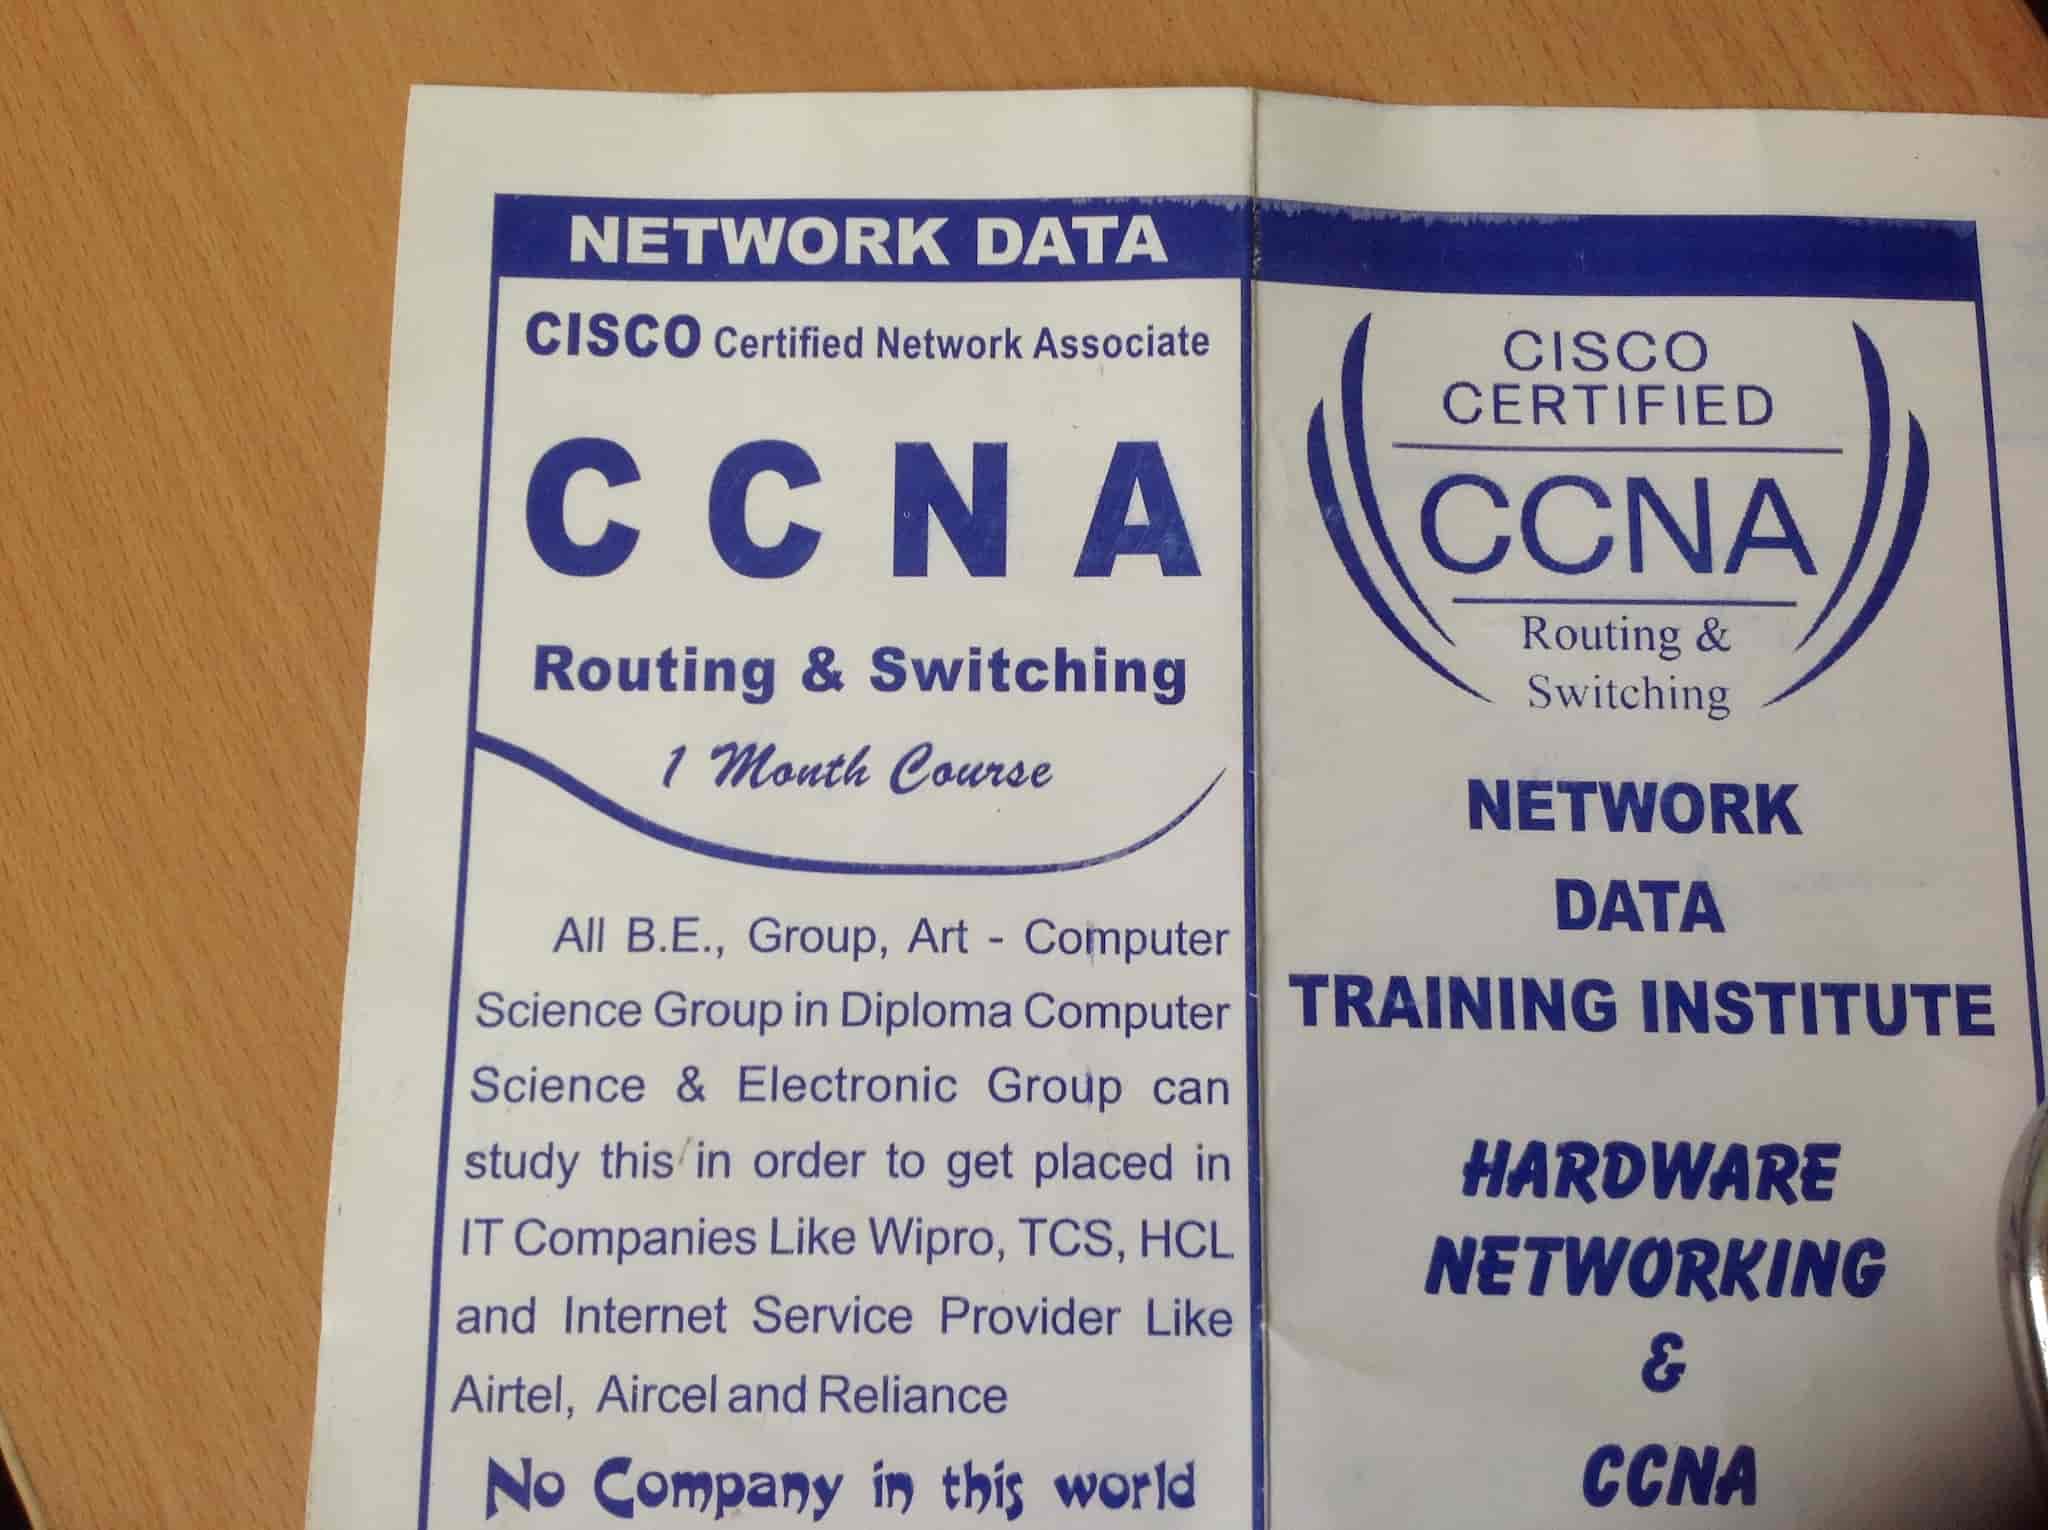 NETWORK DATA
CISCO Certified Network Associate
CCNA
Routing & Switching
1 Month Course
All B.E., Group, Art - Computer
Science Group in Diploma Computer
Science & Electronic Group can
study this in order to get placed in
IT Companies Like Wipro, TCS, HCL
and Internet Service Provider Like
Airtel, Aircel and Reliance
No Company in this world
CISCO
CERTIFIED
CCNA
Routing &
Switching
NETWORK
DATA
TRAINING INSTITUTE
HARDWARE
NETWORKING
&
CCNA